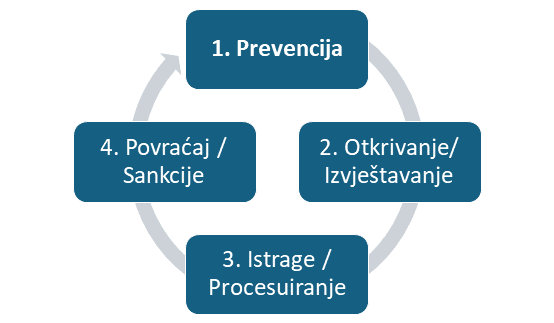 1. Prevencija
2. Otkrivanje/
Izvještavanje
3. Istrage /
Procesuiranje
4. Povraćaj /
Sankcije